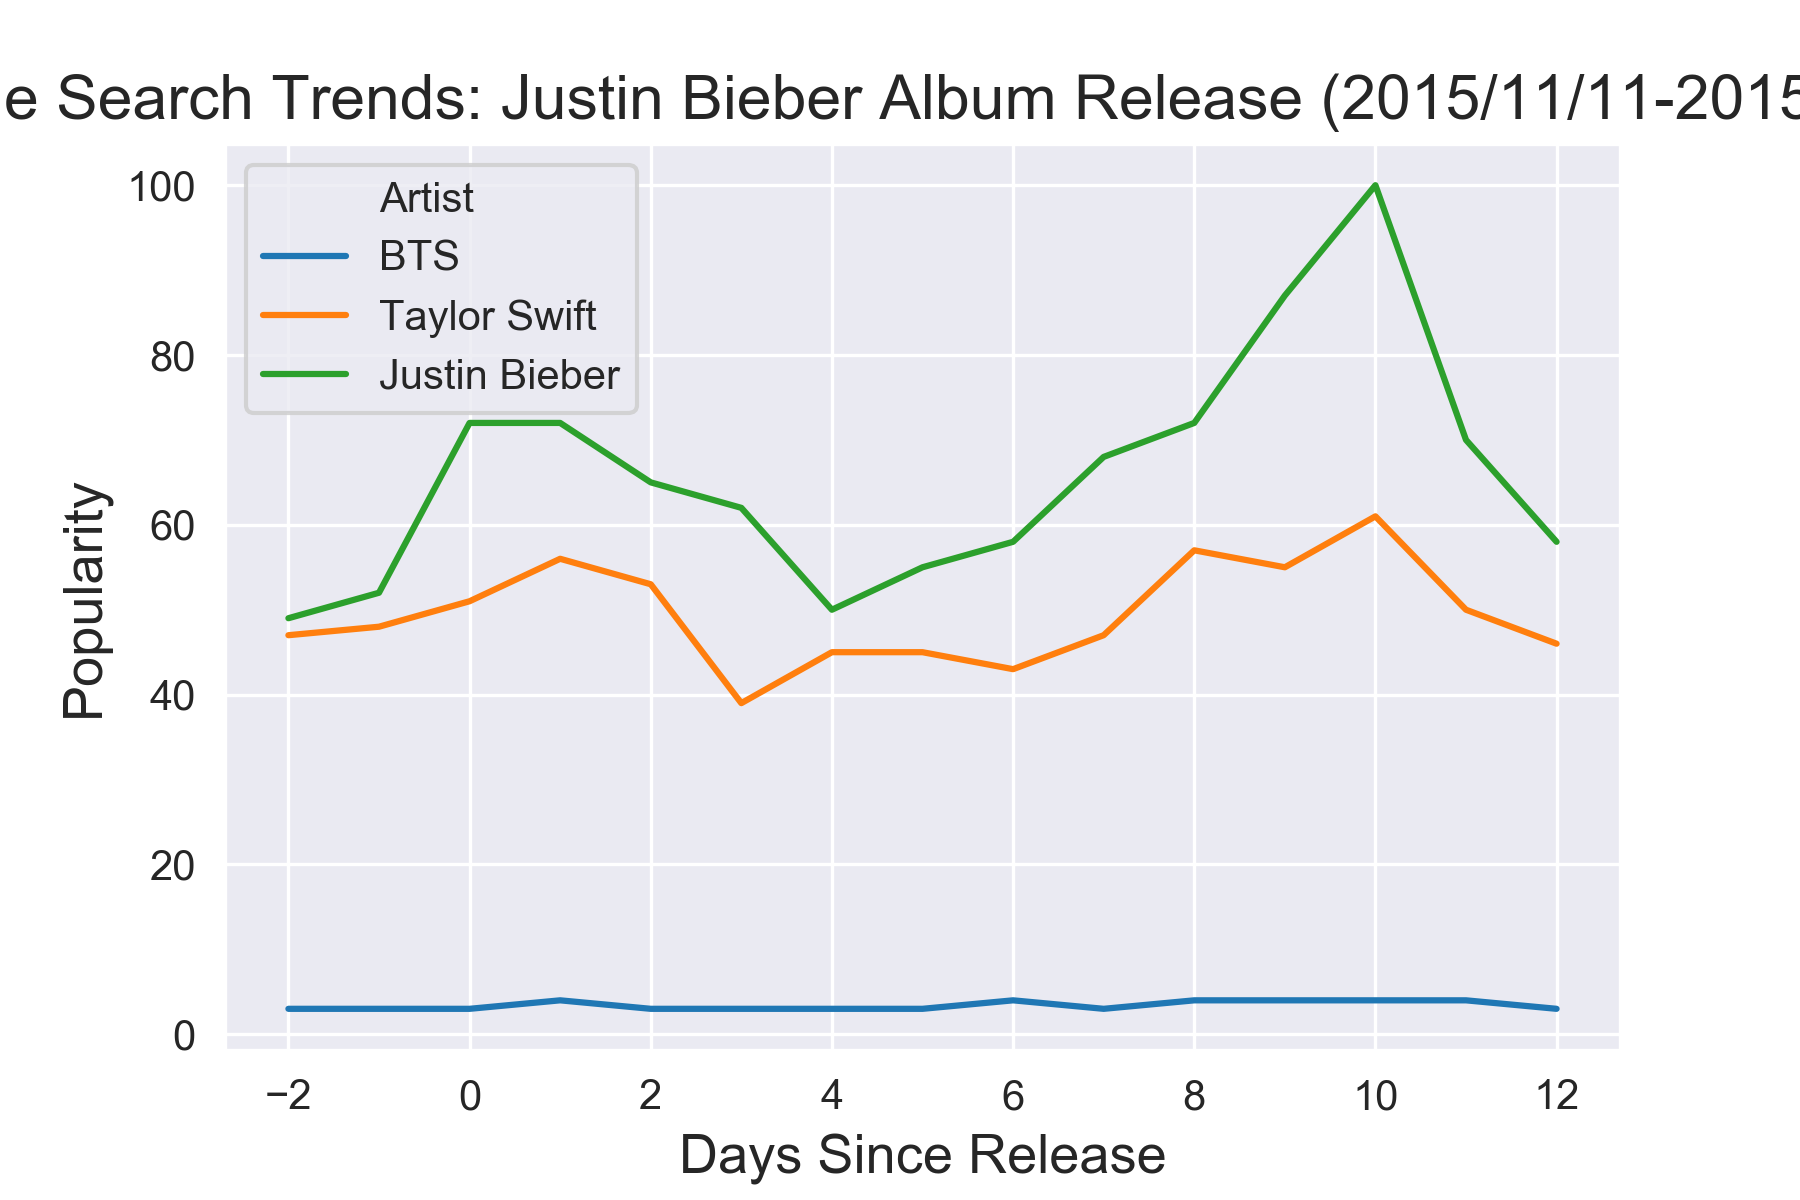 e Search Trends: Justin Bieber Album Release (2015/11/11-2015
Artist
BTS
Taylor Swift
Justin Bieber
Popularity
100
80
60
40
20
0
−2 0 2 4 6 8 10 12
Days Since Release